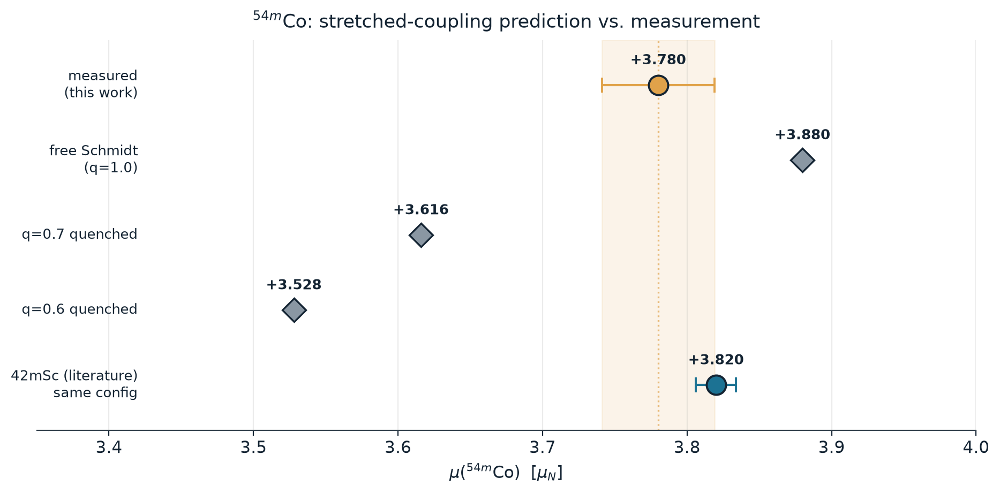 ⁵⁴ᵐCo: stretched-coupling prediction vs. measurement
+3.780
measured
(this work)
+3.880
free Schmidt
(q=1.0)
+3.616
q=0.7 quenched
+3.528
q=0.6 quenched
+3.820
42mSc (literature)
same config
3.4 3.5 3.6 3.7 3.8 3.9 4.0
μ(⁵⁴ᵐCo) [μ_N]